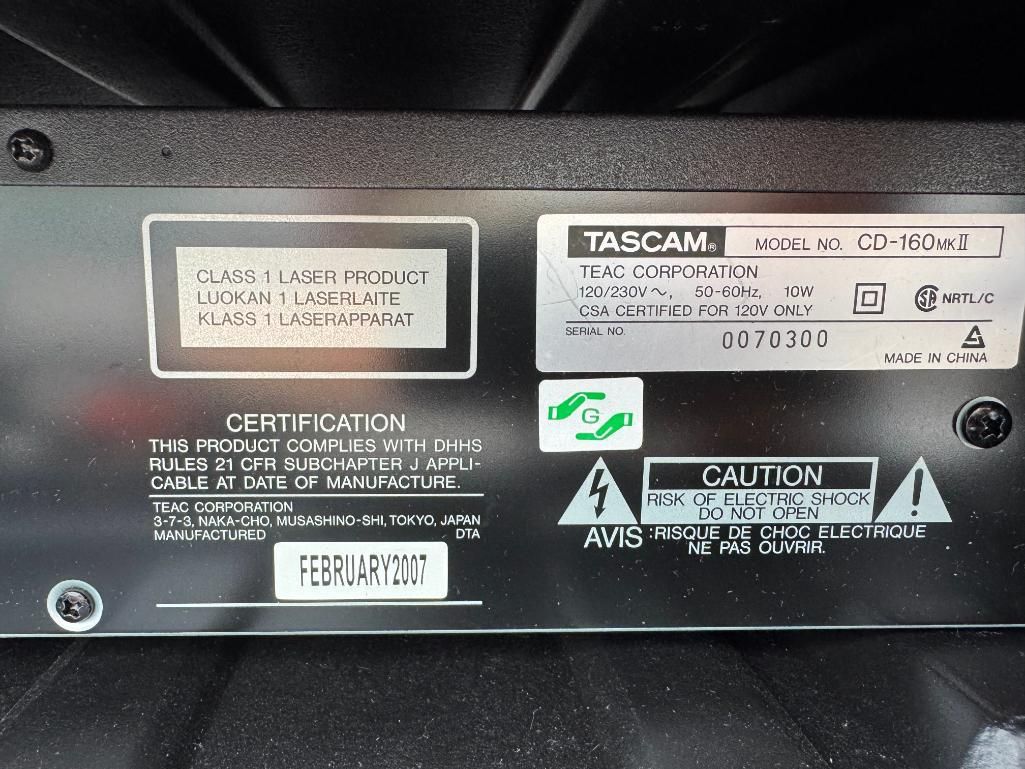 CLASS 1 LASER PRODUCT
LUOKAN 1 LASERLAITE
KLASS 1 LASERAPPARAT
CERTIFICATION
THIS PRODUCT COMPLIES WITH DHHS
RULES 21 CFR SUBCHAPTER J APPLI-
CABLE AT DATE OF MANUFACTURE.
TEAC CORPORATION
3-7-3, NAKA-CHO, MUSASHINO-SHI, TOKYO, JAPAN
MANUFACTURED DTA
FEBRUARY2007
TASCAM® MODEL NO. CD-160MKII
TEAC CORPORATION
120/230V~, 50-60Hz, 10W
CSA CERTIFIED FOR 120V ONLY
SA NRTL/C
SERIAL NO. 0070300
MADE IN CHINA
G
CAUTION
RISK OF ELECTRIC SHOCK
DO NOT OPEN
AVIS :RISQUE DE CHOC ELECTRIQUE
NE PAS OUVRIR.